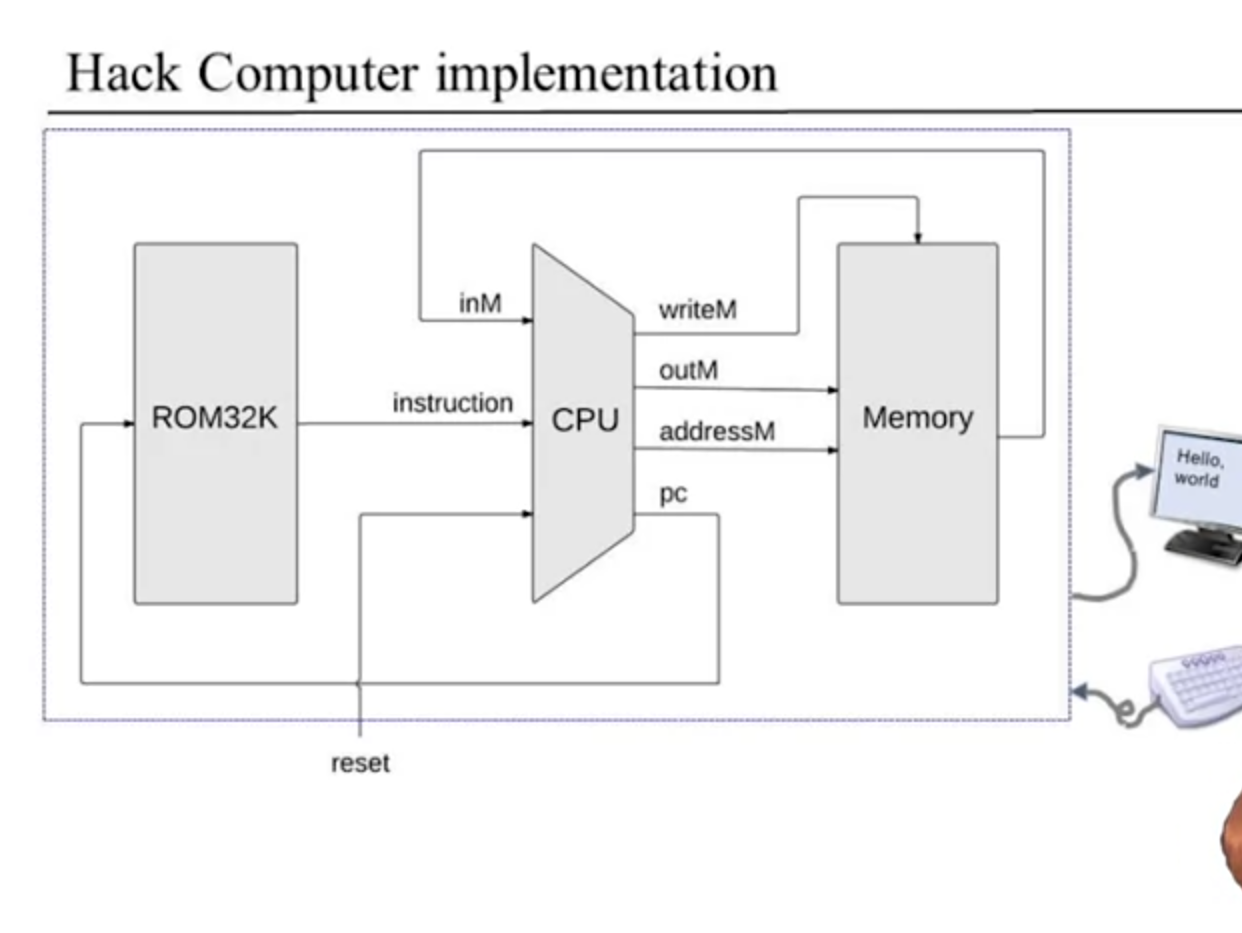 Hack Computer implementation
inM
writeM
outM
instruction
ROM32K
CPU
addressM
Memory
pc
Hello,
world
reset